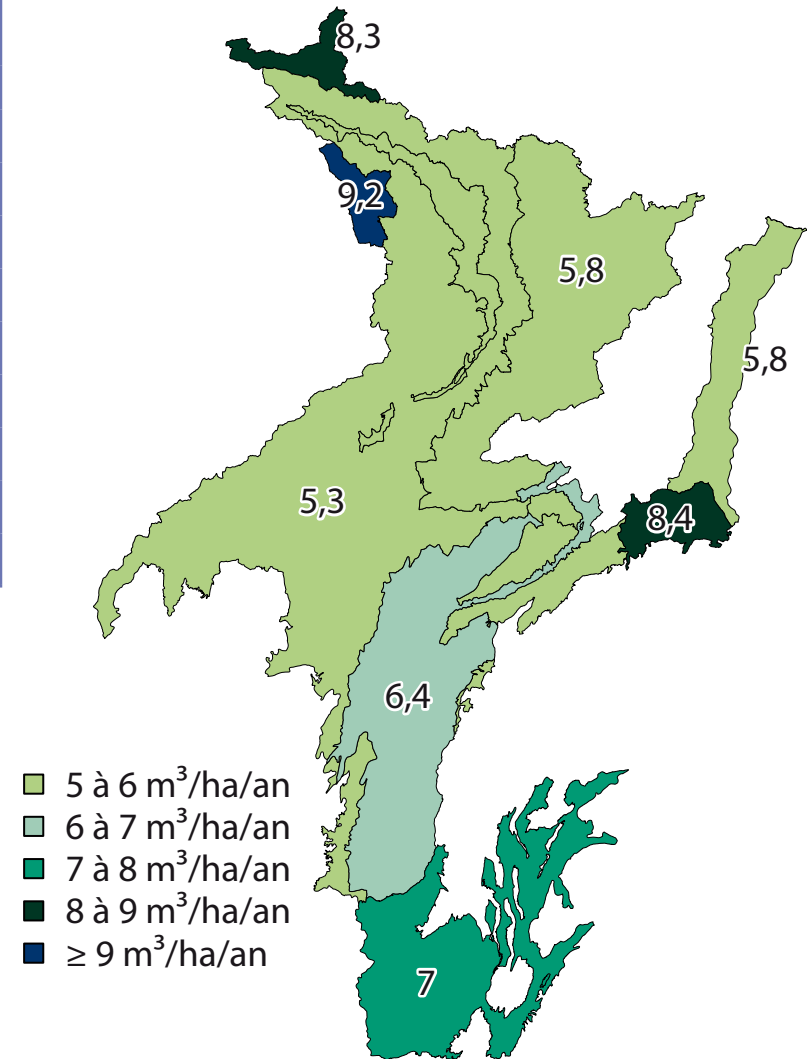 8,3
9,2
5,8
5,8
5,3
8,4
6,4
5 à 6 m³/ha/an
6 à 7 m³/ha/an
7 à 8 m³/ha/an
8 à 9 m³/ha/an
≥ 9 m³/ha/an
7